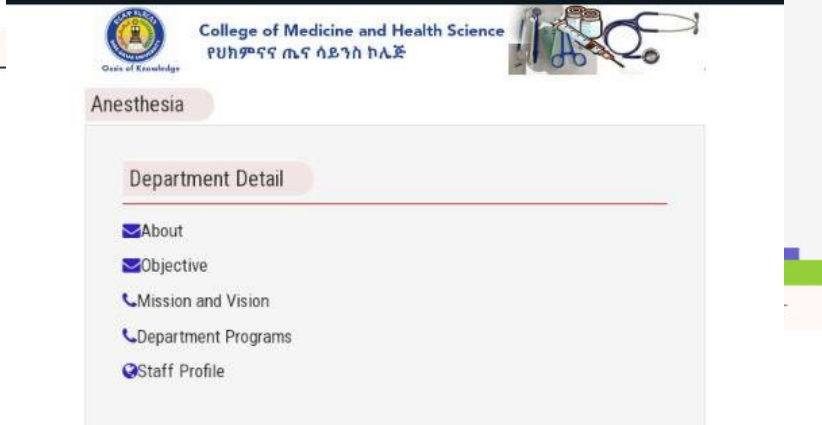 College of Medicine and Health Science
የህክምናና ጤና ሳይንስ ኮሌጅ
Oasis of Knowledge
Anesthesia
Department Detail
About
Objective
Mission and Vision
Department Programs
Staff Profile